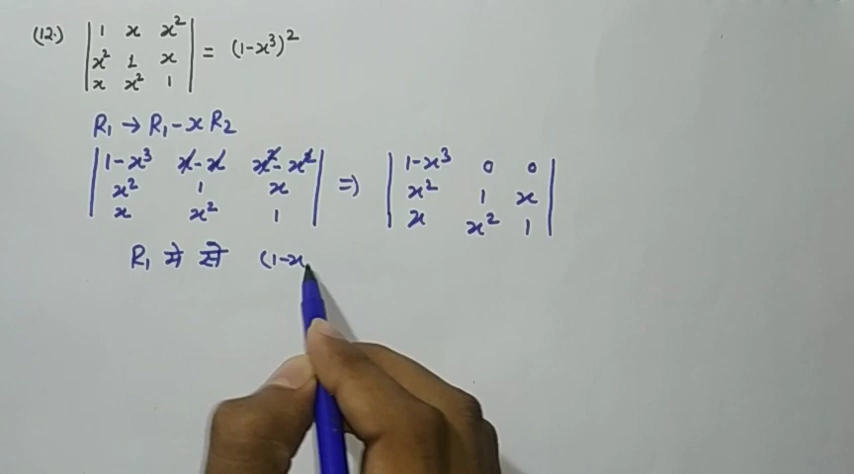 (12.) | 1 x x² |
| x² 1 x | = (1-x³)²
| x x² 1 |
R₁ → R₁ - x R₂
| 1-x³ x-x x²-x² | ⇒ | 1-x³ 0 0 |
| x² 1 x | | x² 1 x |
| x x² 1 | | x x² 1 |
R₁ में से (1-x